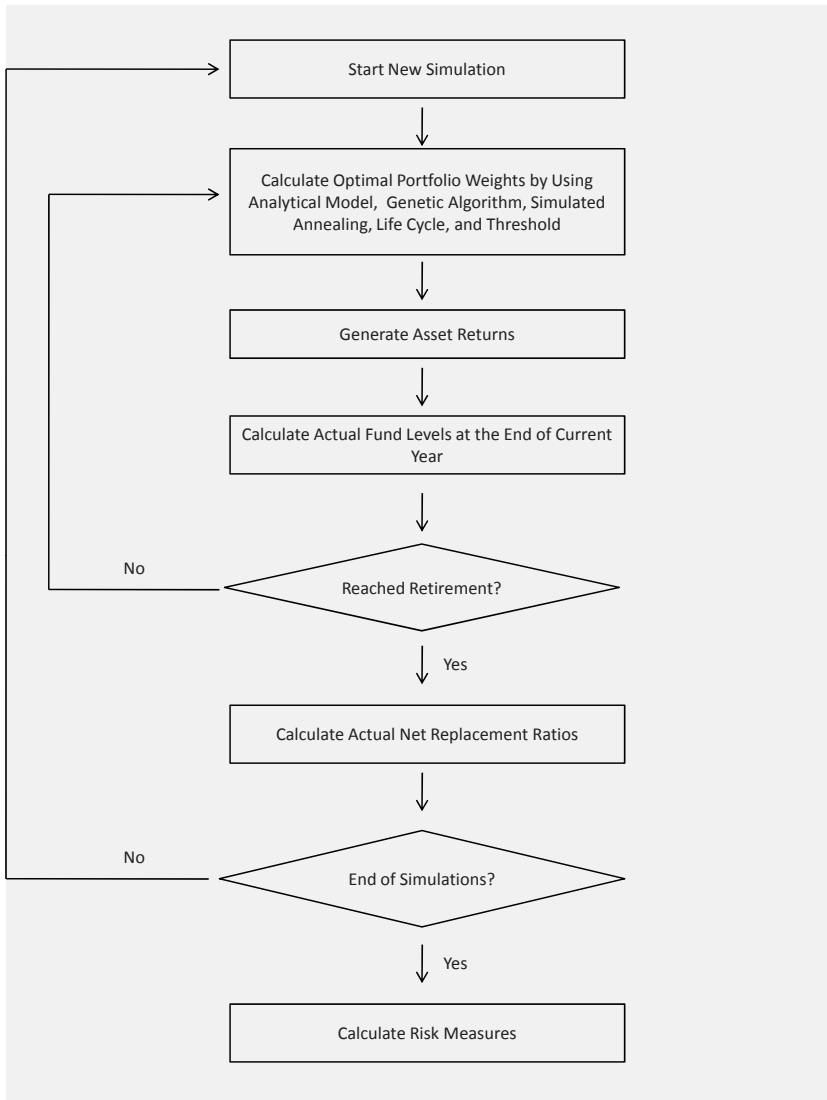 Start New Simulation
Calculate Optimal Portfolio Weights by Using
Analytical Model, Genetic Algorithm, Simulated
Annealing, Life Cycle, and Threshold
Generate Asset Returns
Calculate Actual Fund Levels at the End of Current
Year
No
Reached Retirement?
Yes
Calculate Actual Net Replacement Ratios
No
End of Simulations?
Yes
Calculate Risk Measures